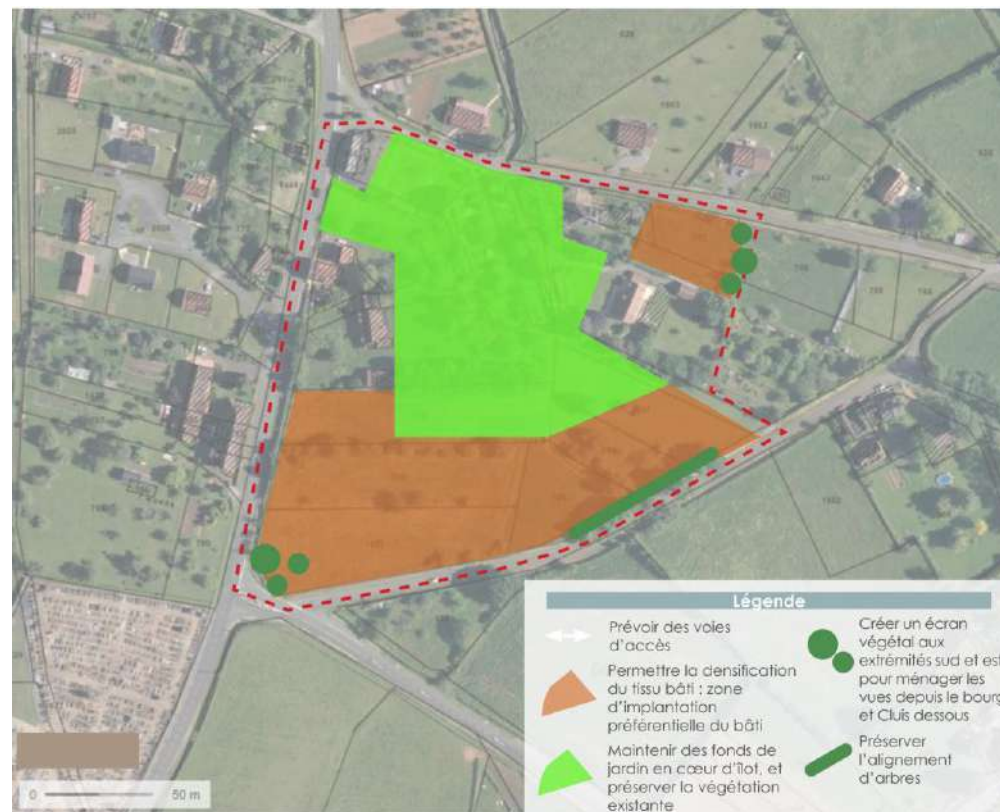 Légende
Prévoir des voies
d'accès
Permettre la densification
du tissu bâti : zone
d'implantation
préférentielle du bâti
Maintenir des fonds de
jardin en cœur d'îlot, et
préserver la végétation
existante
Créer un écran
végétal aux
extrémités sud et est
pour ménager les
vues depuis le bourg
et Cluis dessous
Préserver
l'alignement
d'arbres
0
50 m